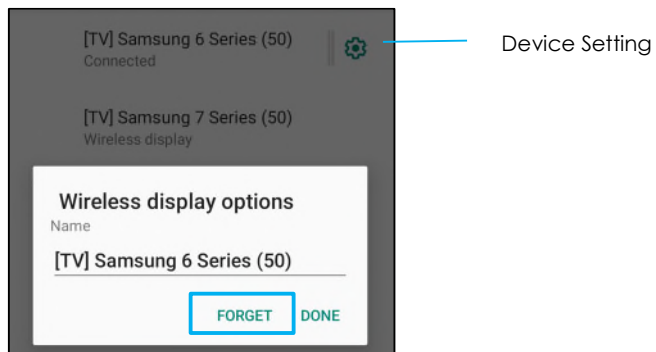 [TV] Samsung 6 Series (50)
Connected
Device Setting
[TV] Samsung 7 Series (50)
Wireless display
Wireless display options
Name
[TV] Samsung 6 Series (50)
FORGET DONE